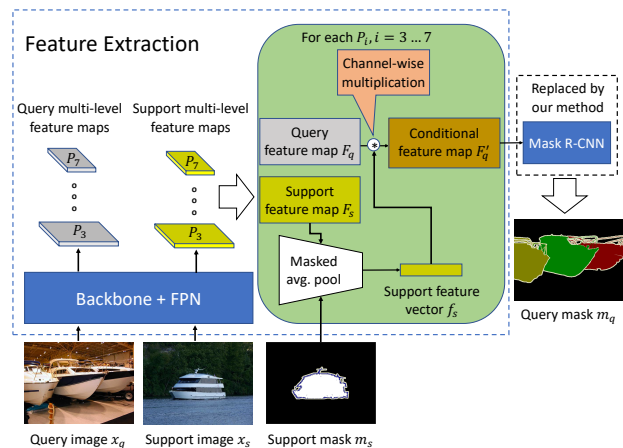 Feature Extraction
For each P_i, i = 3 … 7
Channel-wise
multiplication
Replaced by
our method
Query multi-level
feature maps
Support multi-level
feature maps
Query
feature map F_q
*
Conditional
feature map F'_q
Mask R-CNN
P_7
P_7
Support
feature map F_s
P_3
P_3
Masked
avg. pool
Backbone + FPN
Support feature
vector f_s
Query mask m_q
Query image x_q
Support image x_s
Support mask m_s